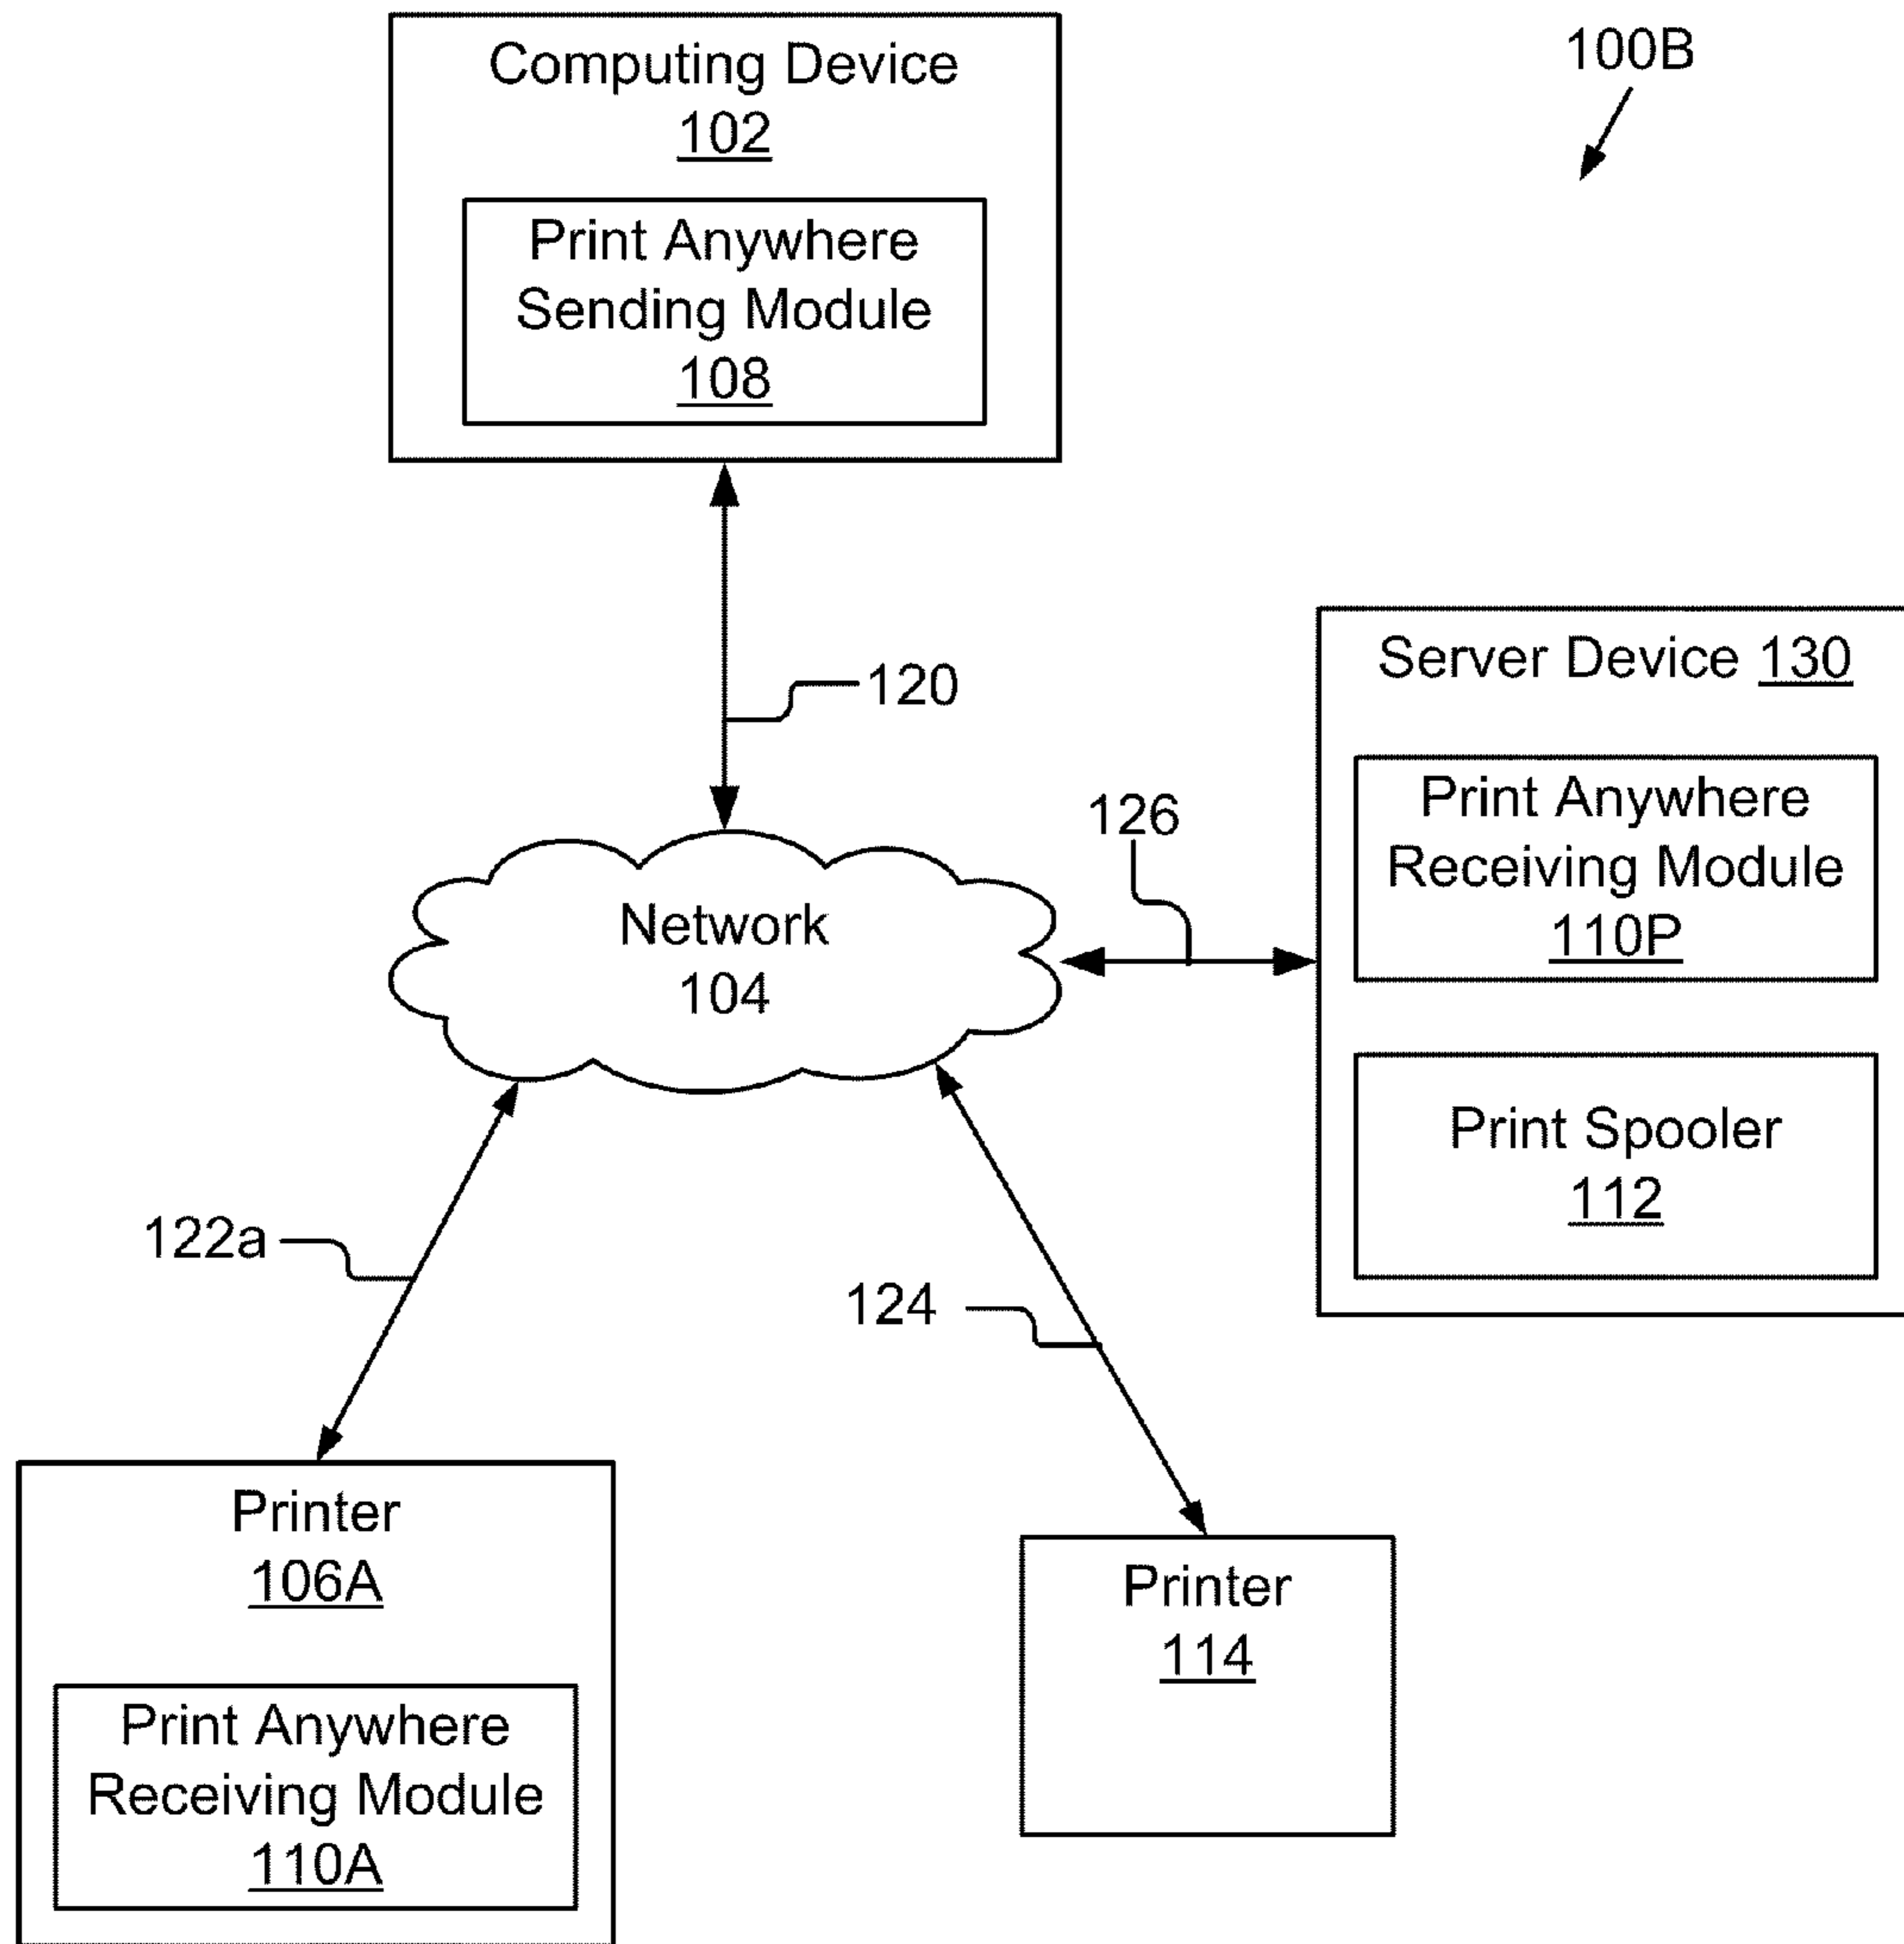 Computing Device
102
Print Anywhere
Sending Module
108
100B
120
Server Device 130
Print Anywhere
Receiving Module
110P
Print Spooler
112
126
Network
104
122a
124
Printer
106A
Print Anywhere
Receiving Module
110A
Printer
114